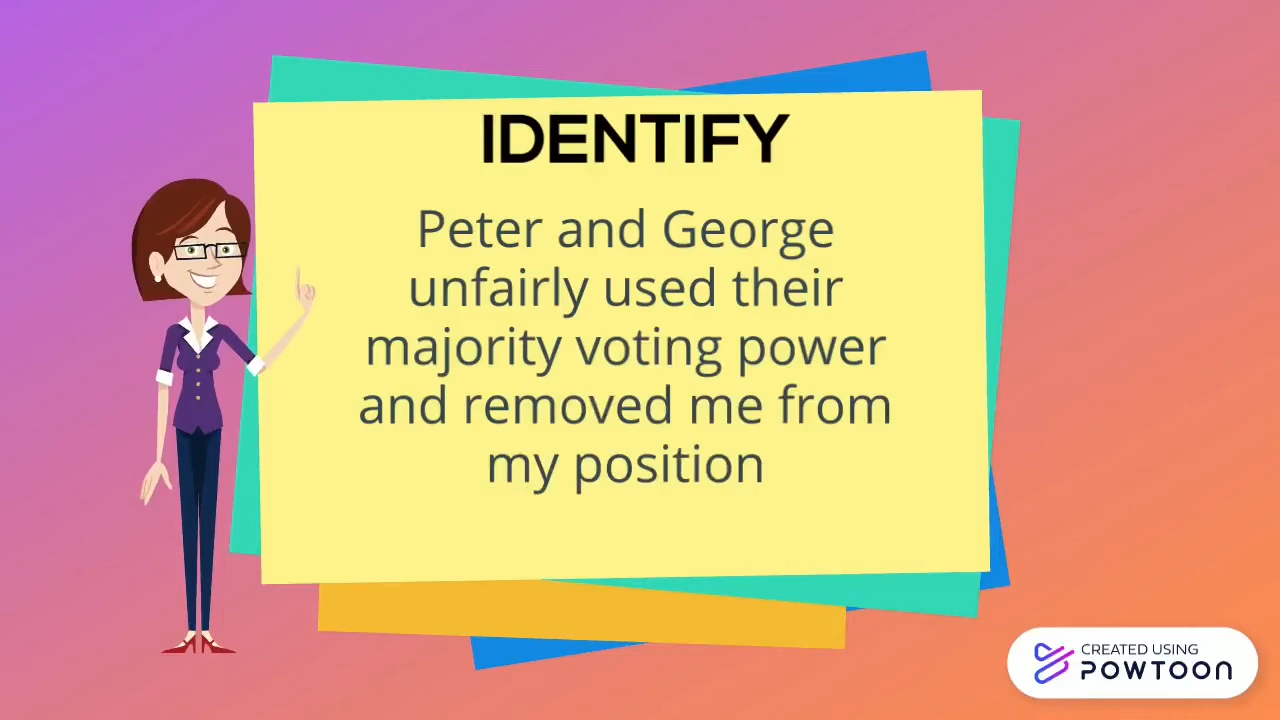 IDENTIFY
Peter and George
unfairly used their
majority voting power
and removed me from
my position
CREATED USING
POWTOON